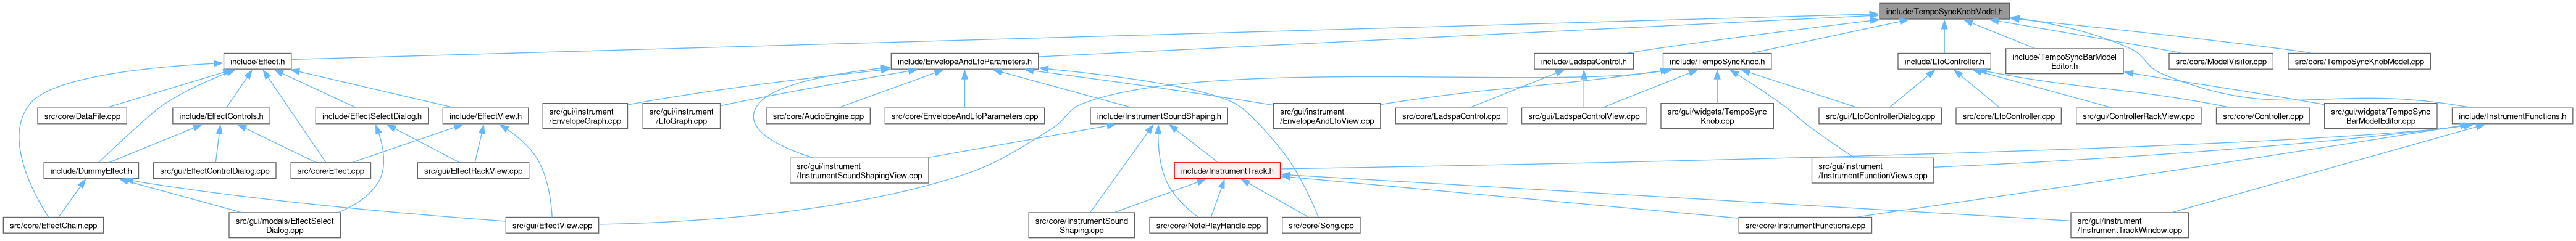 include/TempoSyncKnobModel.h
include/Effect.h
include/EnvelopeAndLfoParameters.h
include/LadspaControl.h
include/TempoSyncKnob.h
include/LfoController.h
include/TempoSyncBarModel
Editor.h
src/core/ModelVisitor.cpp
src/core/TempoSyncKnobModel.cpp
src/core/DataFile.cpp
include/EffectControls.h
include/EffectSelectDialog.h
include/EffectView.h
src/gui/instrument
/EnvelopeGraph.cpp
src/gui/instrument
/LfoGraph.cpp
src/core/AudioEngine.cpp
src/core/EnvelopeAndLfoParameters.cpp
include/InstrumentSoundShaping.h
src/gui/instrument
/EnvelopeAndLfoView.cpp
src/core/LadspaControl.cpp
src/gui/LadspaControlView.cpp
src/gui/widgets/TempoSync
Knob.cpp
src/gui/LfoControllerDialog.cpp
src/core/LfoController.cpp
src/gui/ControllerRackView.cpp
src/core/Controller.cpp
src/gui/widgets/TempoSync
BarModelEditor.cpp
include/InstrumentFunctions.h
include/DummyEffect.h
src/gui/EffectControlDialog.cpp
src/core/Effect.cpp
src/gui/EffectRackView.cpp
src/gui/instrument
/InstrumentSoundShapingView.cpp
include/InstrumentTrack.h
src/gui/instrument
/InstrumentFunctionViews.cpp
src/core/EffectChain.cpp
src/gui/modals/EffectSelect
Dialog.cpp
src/gui/EffectView.cpp
src/core/InstrumentSound
Shaping.cpp
src/core/NotePlayHandle.cpp
src/core/Song.cpp
src/core/InstrumentFunctions.cpp
src/gui/instrument
/InstrumentTrackWindow.cpp